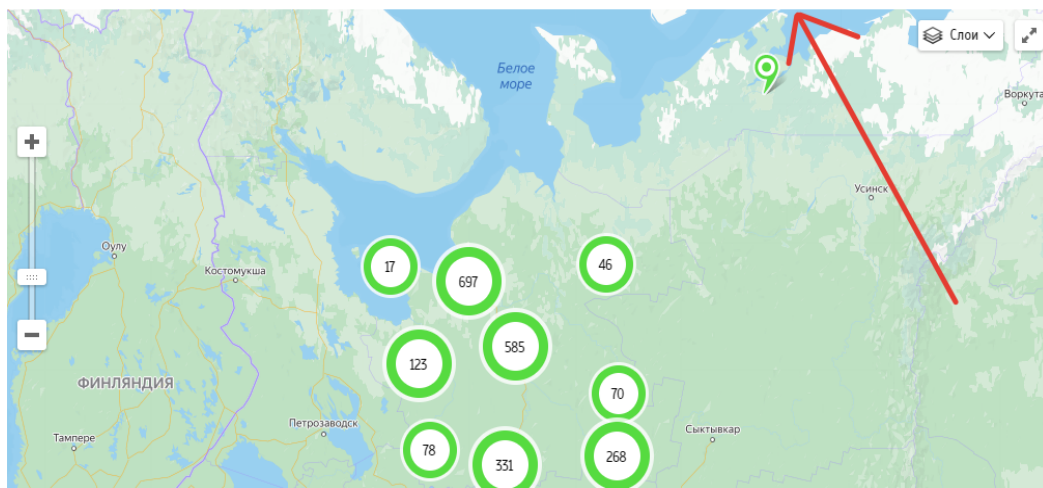 Слои
Белое
море
Воркута
Усинск
Оулу
Костомукша
17
697
46
585
123
ФИНЛЯНДИЯ
70
Петрозаводск
Тампере
Сыктывкар
78
331
268